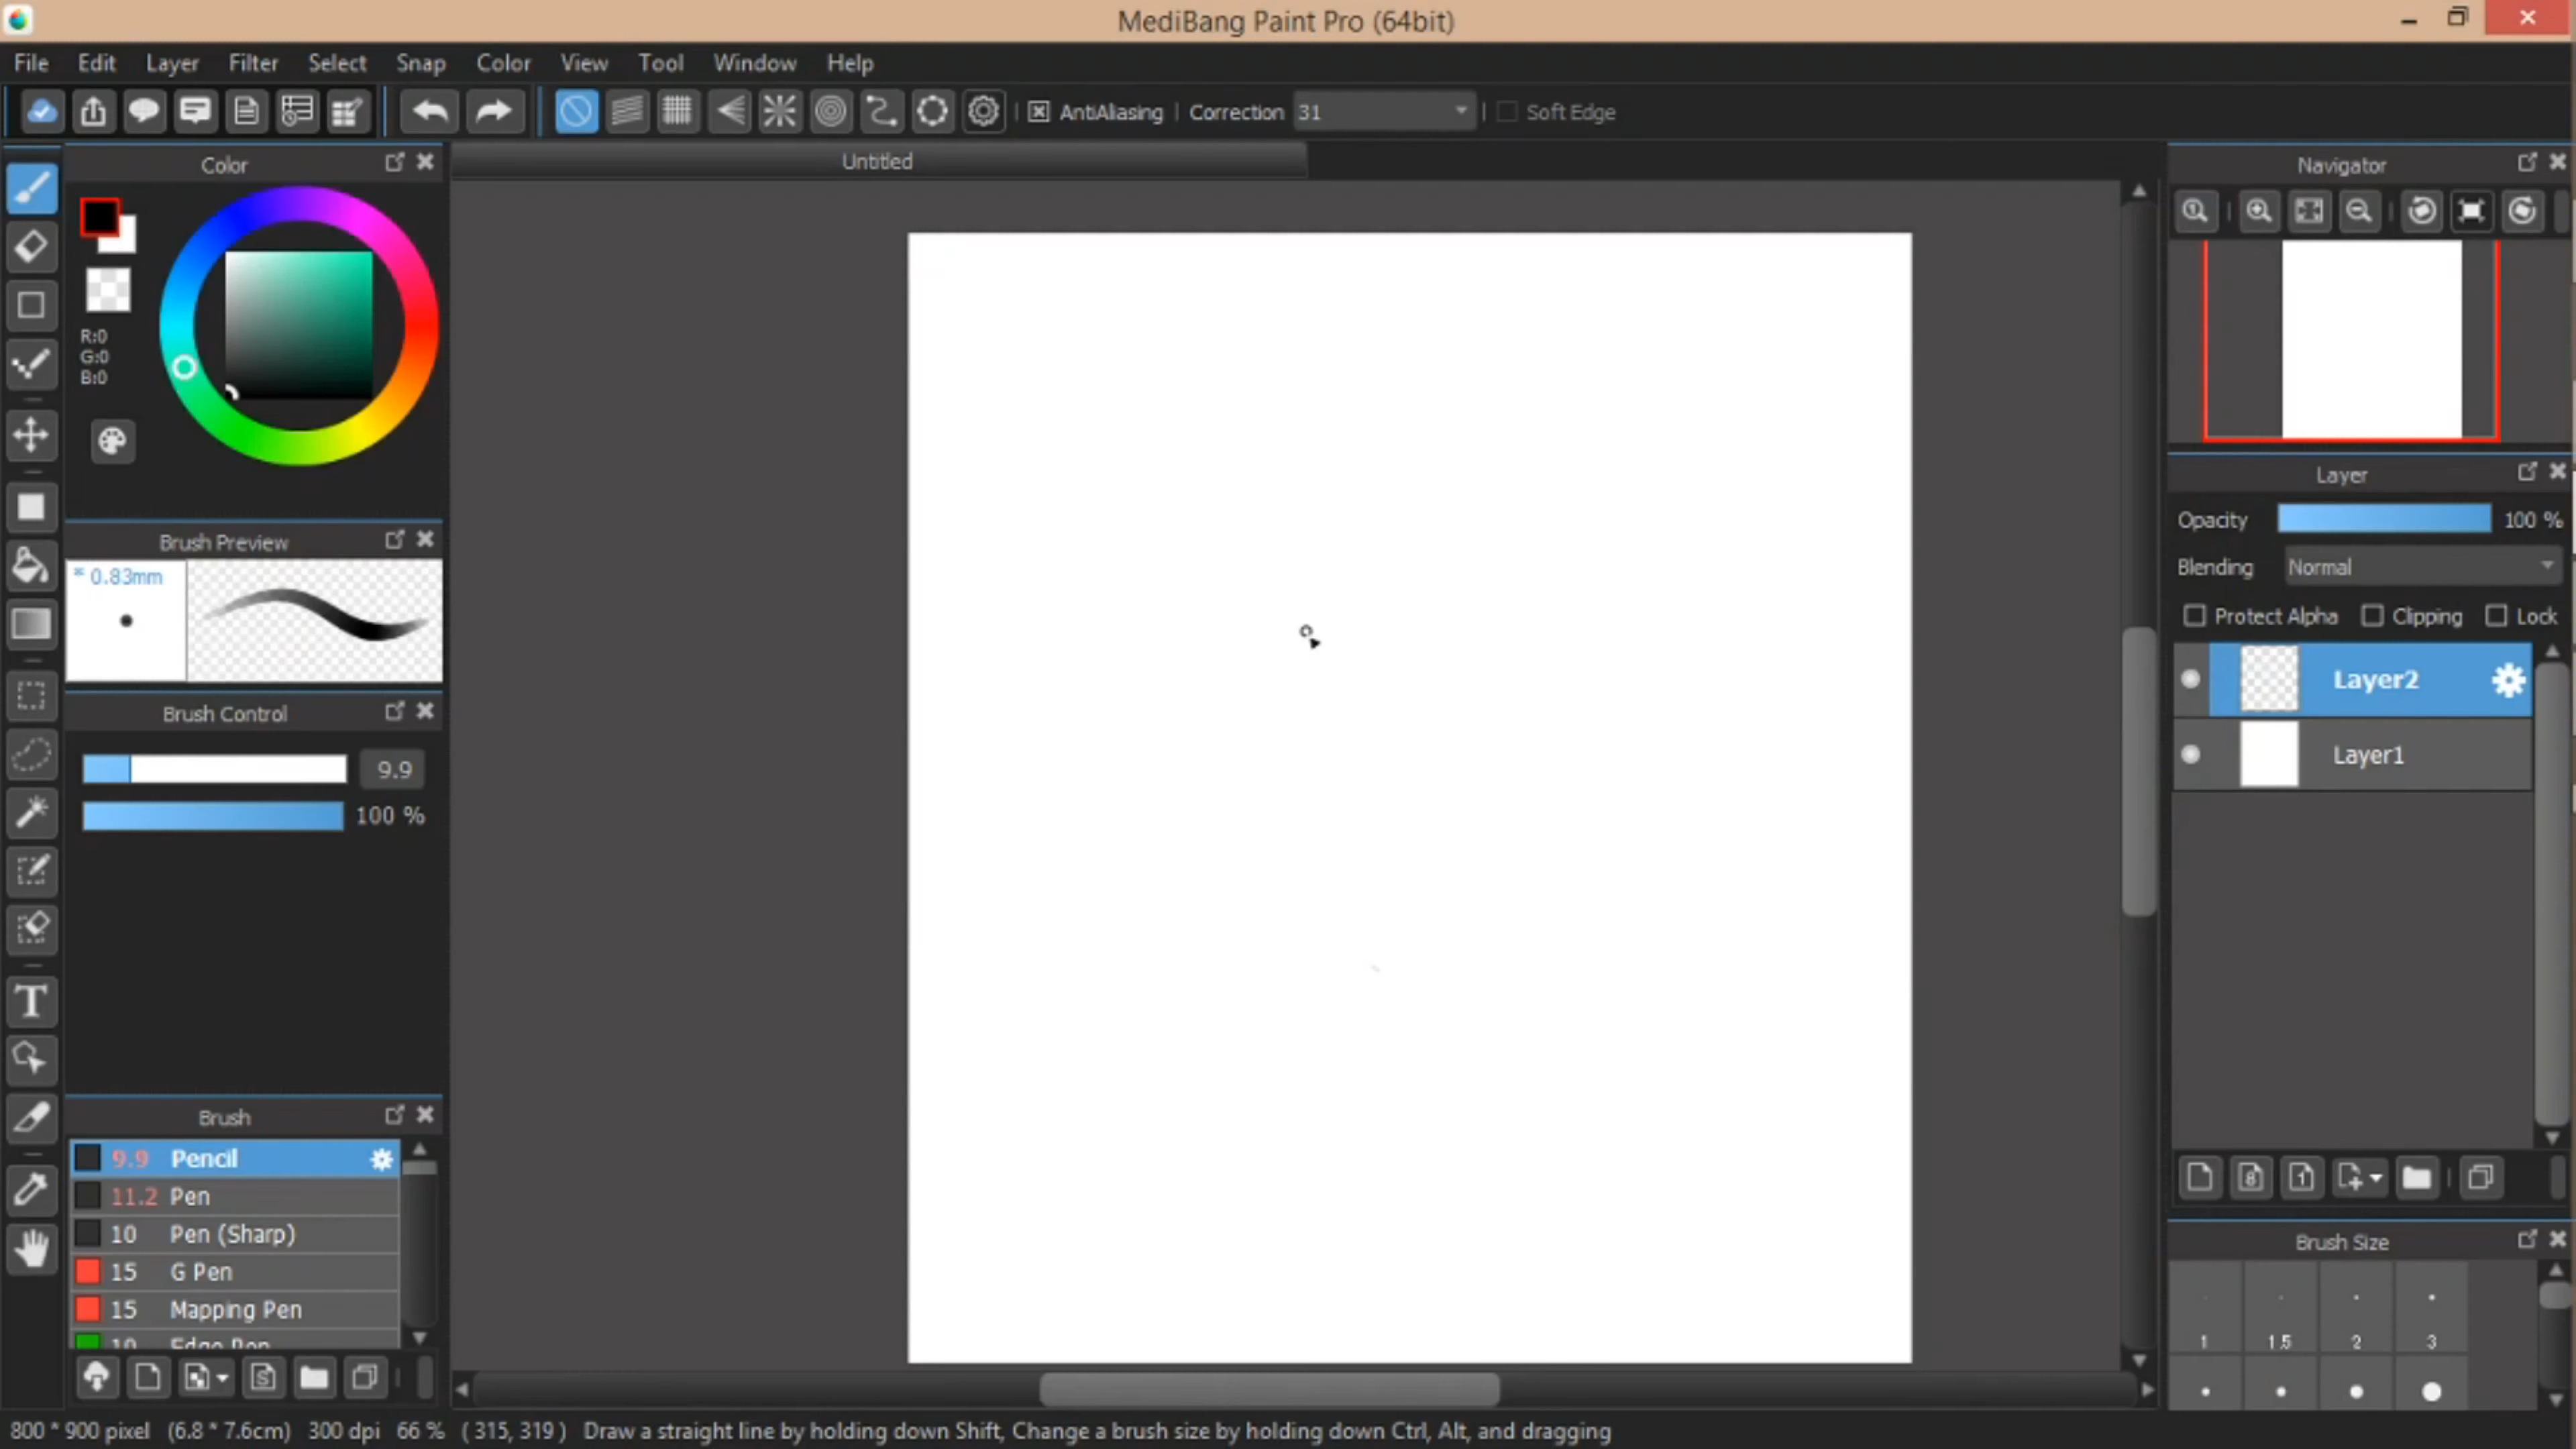 MediBang Paint Pro (64bit)
File Edit Layer Filter Select Snap Color View Tool Window Help
AntiAliasing Correction 31 Soft Edge
Color
R:0
G:0
B:0
Untitled
Navigator
Brush Preview
* 0.83mm
Brush Control
9.9
100 %
Layer
Opacity 100 %
Blending Normal
Protect Alpha Clipping Lock
Layer2
Layer1
Brush
9.9 Pencil
11.2 Pen
10 Pen (Sharp)
15 G Pen
15 Mapping Pen
10 Edge Pen
Brush Size
1 1.5 2 3
800 * 900 pixel (6.8 * 7.6cm) 300 dpi 66 % ( 315, 319 ) Draw a straight line by holding down Shift, Change a brush size by holding down Ctrl, Alt, and dragging